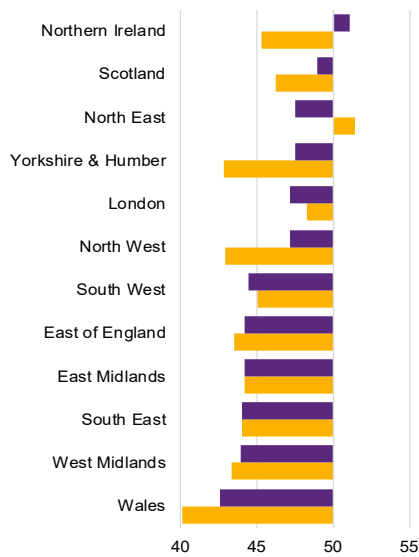 Northern Ireland
Scotland
North East
Yorkshire & Humber
London
North West
South West
East of England
East Midlands
South East
West Midlands
Wales
40 45 50 55